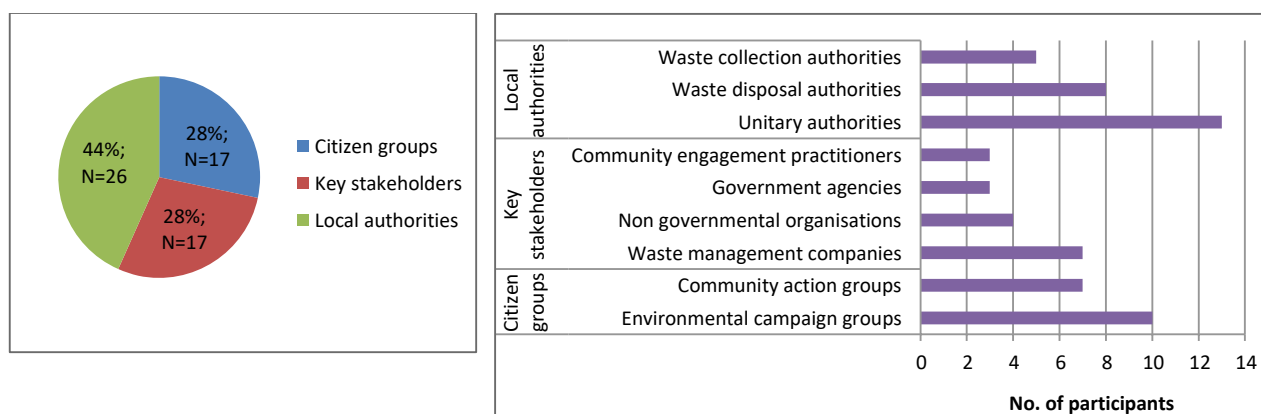 44%;
N=26
28%;
N=17
28%;
N=17
Citizen groups
Key stakeholders
Local authorities
Local
authorities
Waste collection authorities
Waste disposal authorities
Unitary authorities
Key
stakeholders
Community engagement practitioners
Government agencies
Non governmental organisations
Waste management companies
Citizen
groups
Community action groups
Environmental campaign groups
0 2 4 6 8 10 12 14
No. of participants